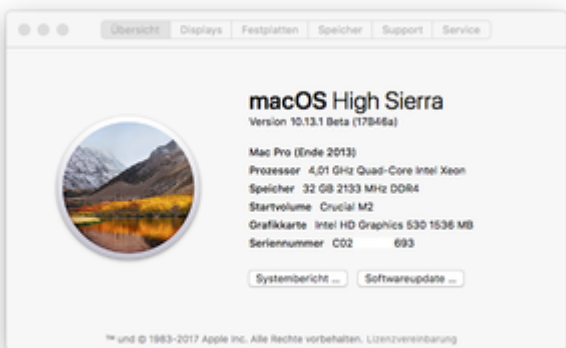 Übersicht Displays Festplatten Speicher Support Service
macOS High Sierra
Version 10.13.1 Beta (17B46a)
Mac Pro (Ende 2013)
Prozessor 4,01 GHz Quad-Core Intel Xeon
Speicher 32 GB 2133 MHz DDR4
Startvolume Crucial M2
Grafikkarte Intel HD Graphics 530 1536 MB
Seriennummer C02 693
Systembericht ... Softwareupdate ...
™ und © 1983-2017 Apple Inc. Alle Rechte vorbehalten. Lizenzvereinbarung